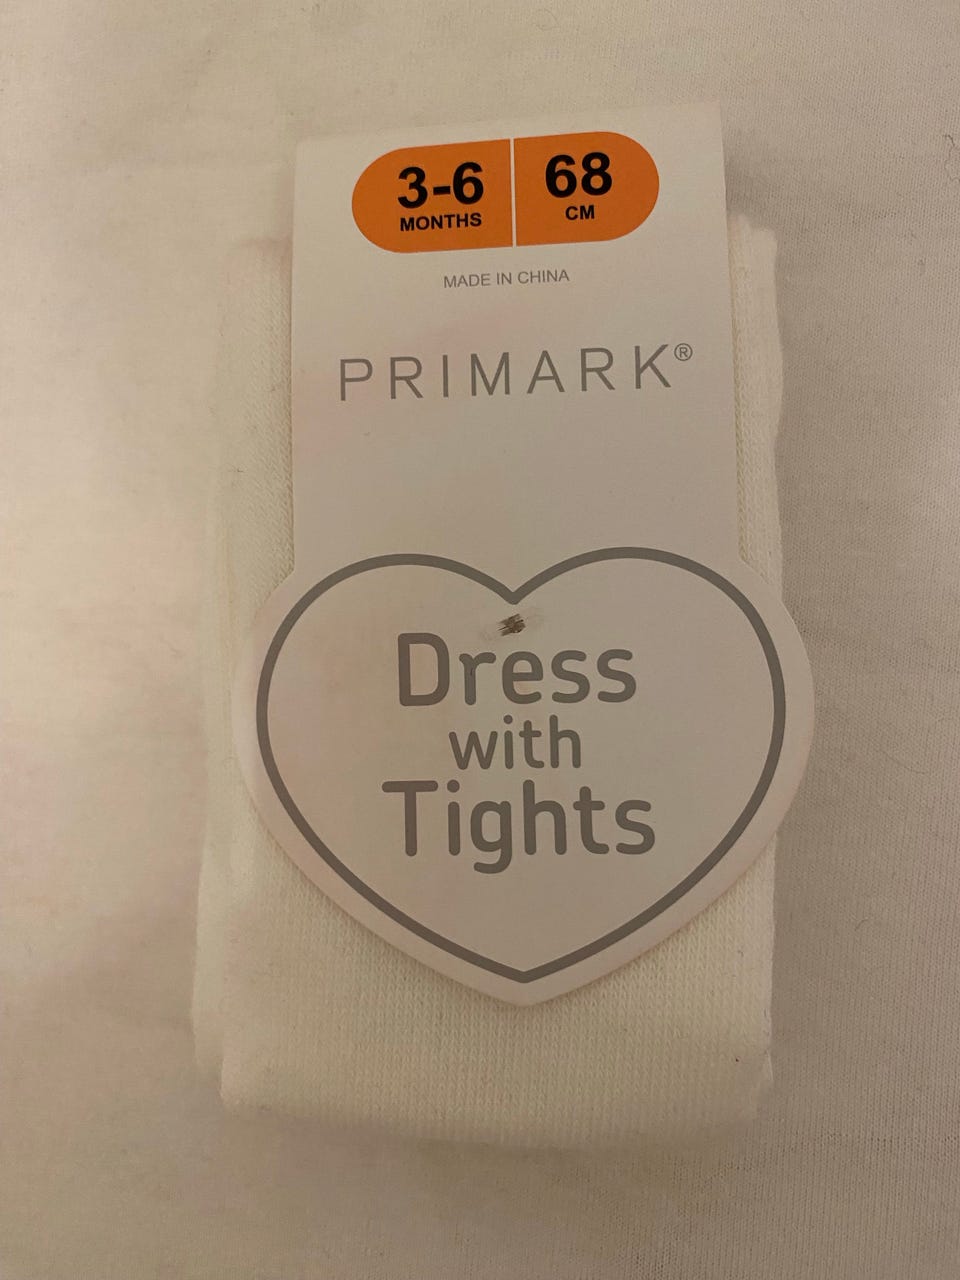 3-6 68
MONTHS CM
MADE IN CHINA
PRIMARK®
Dress
with
Tights